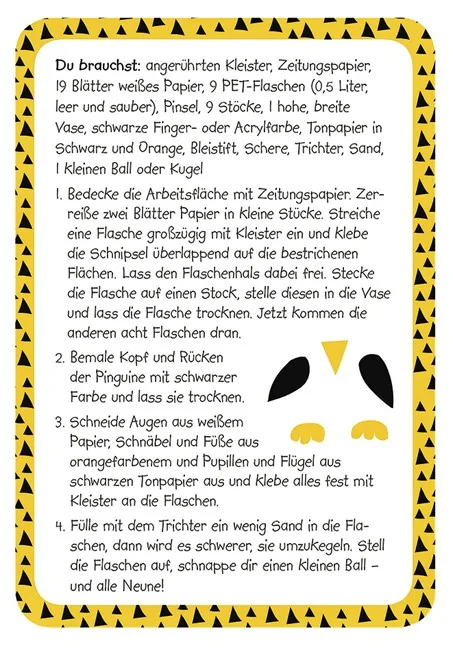 Du brauchst: angerührten Kleister, Zeitungspapier,
19 Blätter weißes Papier, 9 PET-Flaschen (0,5 Liter,
leer und sauber), Pinsel, 9 Stöcke, 1 hohe, breite
Vase, schwarze Finger- oder Acrylfarbe, Tonpapier in
Schwarz und Orange, Bleistift, Schere, Trichter, Sand,
1 kleinen Ball oder Kugel
1. Bedecke die Arbeitsfläche mit Zeitungspapier. Zer-
reiße zwei Blätter Papier in kleine Stücke. Streiche
eine Flasche großzügig mit Kleister ein und klebe
die Schnipsel überlappend auf die bestrichenen
Flächen. Lass den Flaschenhals dabei frei. Stecke
die Flasche auf einen Stock, stelle diesen in die Vase
und lass die Flasche trocknen. Jetzt kommen die
anderen acht Flaschen dran.
2. Bemale Kopf und Rücken
der Pinguine mit schwarzer
Farbe und lass sie trocknen.
3. Schneide Augen aus weißem
Papier, Schnäbel und Füße aus
orangefarbenem und Pupillen und Flügel aus
schwarzen Tonpapier aus und klebe alles fest mit
Kleister an die Flaschen.
4. Fülle mit dem Trichter ein wenig Sand in die Fla-
schen, dann wird es schwerer, sie umzukegeln. Stell
die Flaschen auf, schnappe dir einen kleinen Ball –
und alle Neune!